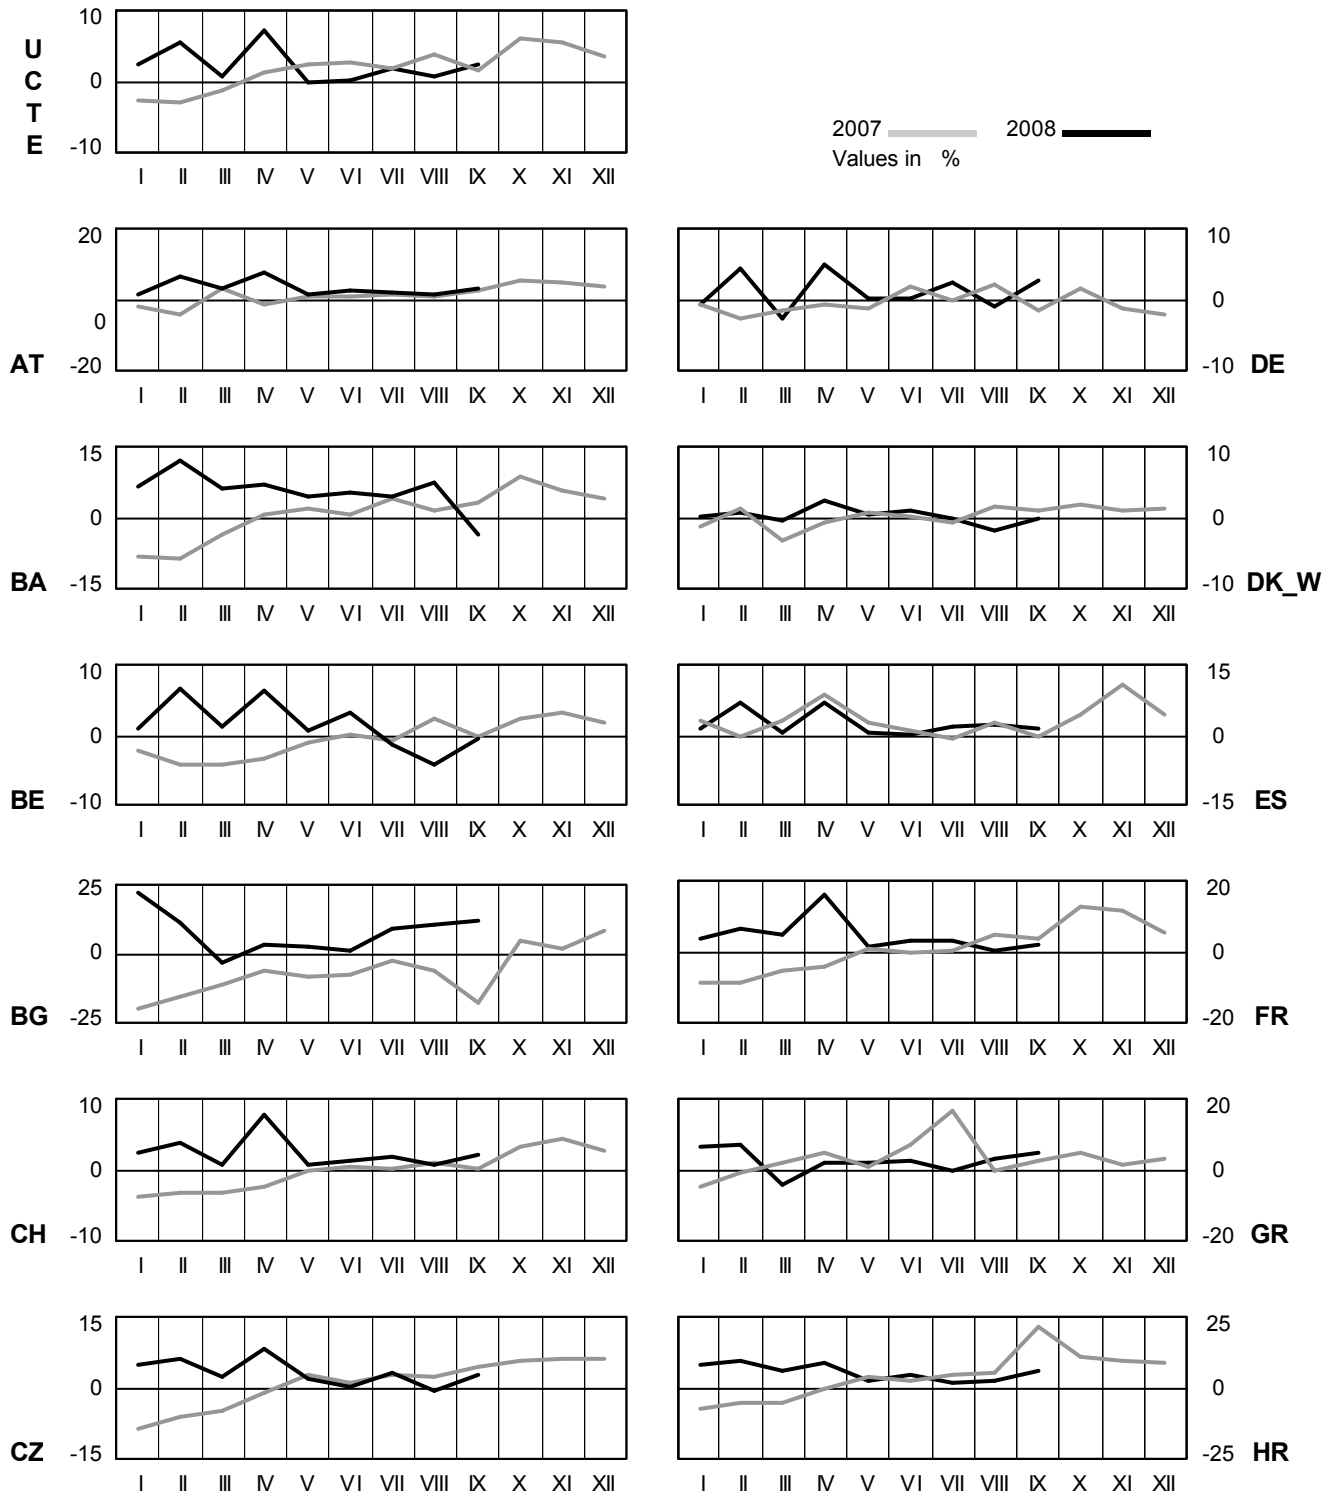 10
U
C
T
E
0
-10
I II III IV V VI VII VIII IX X XI XII
2007 2008
Values in %
20
0
AT
-20
I II III IV V VI VII VIII IX X XI XII
10
0
-10 DE
I II III IV V VI VII VIII IX X XI XII
15
0
BA -15
I II III IV V VI VII VIII IX X XI XII
10
0
-10 DK_W
I II III IV V VI VII VIII IX X XI XII
10
0
BE -10
I II III IV V VI VII VIII IX X XI XII
15
0
-15 ES
I II III IV V VI VII VIII IX X XI XII
25
0
BG -25
I II III IV V VI VII VIII IX X XI XII
20
0
-20 FR
I II III IV V VI VII VIII IX X XI XII
10
0
CH -10
I II III IV V VI VII VIII IX X XI XII
20
0
-20 GR
I II III IV V VI VII VIII IX X XI XII
15
0
CZ -15
I II III IV V VI VII VIII IX X XI XII
25
0
-25 HR
I II III IV V VI VII VIII IX X XI XII